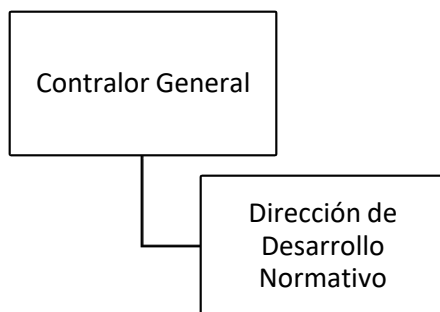 Contralor General
Dirección de
Desarrollo
Normativo